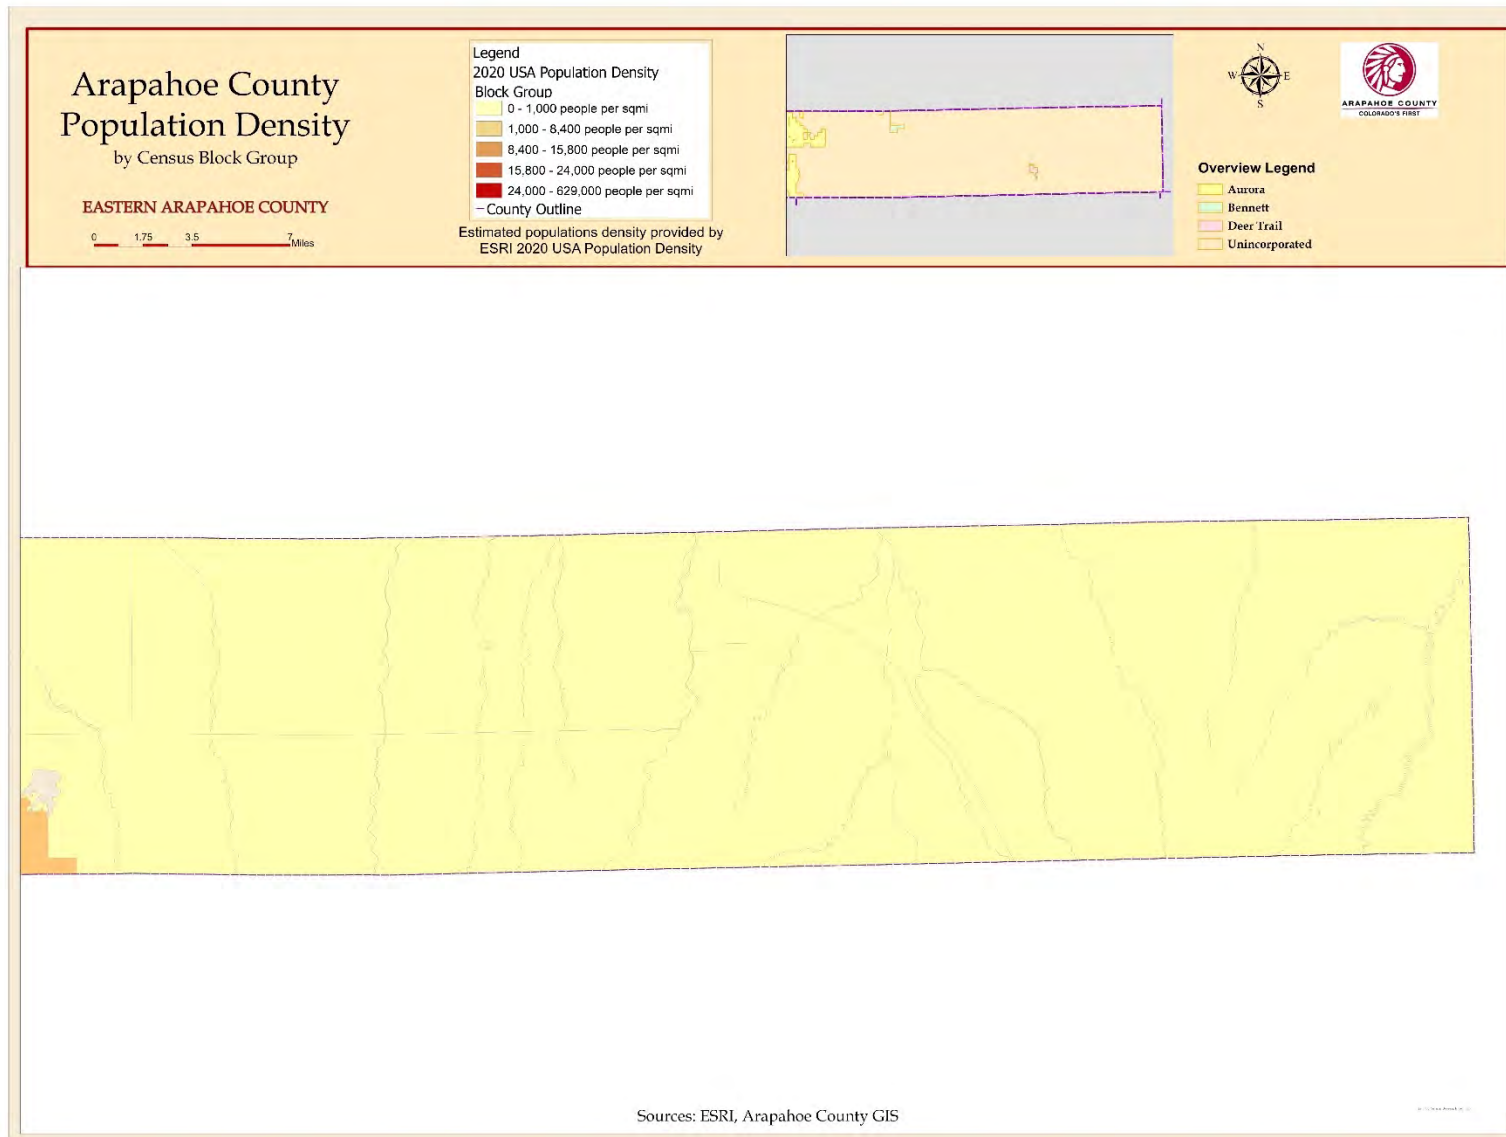 Arapahoe County
Population Density
by Census Block Group
EASTERN ARAPAHOE COUNTY
0 1.75 3.5 7
Miles
Legend
2020 USA Population Density
Block Group
0 - 1,000 people per sqmi
1,000 - 8,400 people per sqmi
8,400 - 15,800 people per sqmi
15,800 - 24,000 people per sqmi
24,000 - 629,000 people per sqmi
County Outline
Estimated populations density provided by
ESRI 2020 USA Population Density
N
W E
S
ARAPAHOE COUNTY
COLORADO'S FIRST
Overview Legend
Aurora
Bennett
Deer Trail
Unincorporated
Sources: ESRI, Arapahoe County GIS